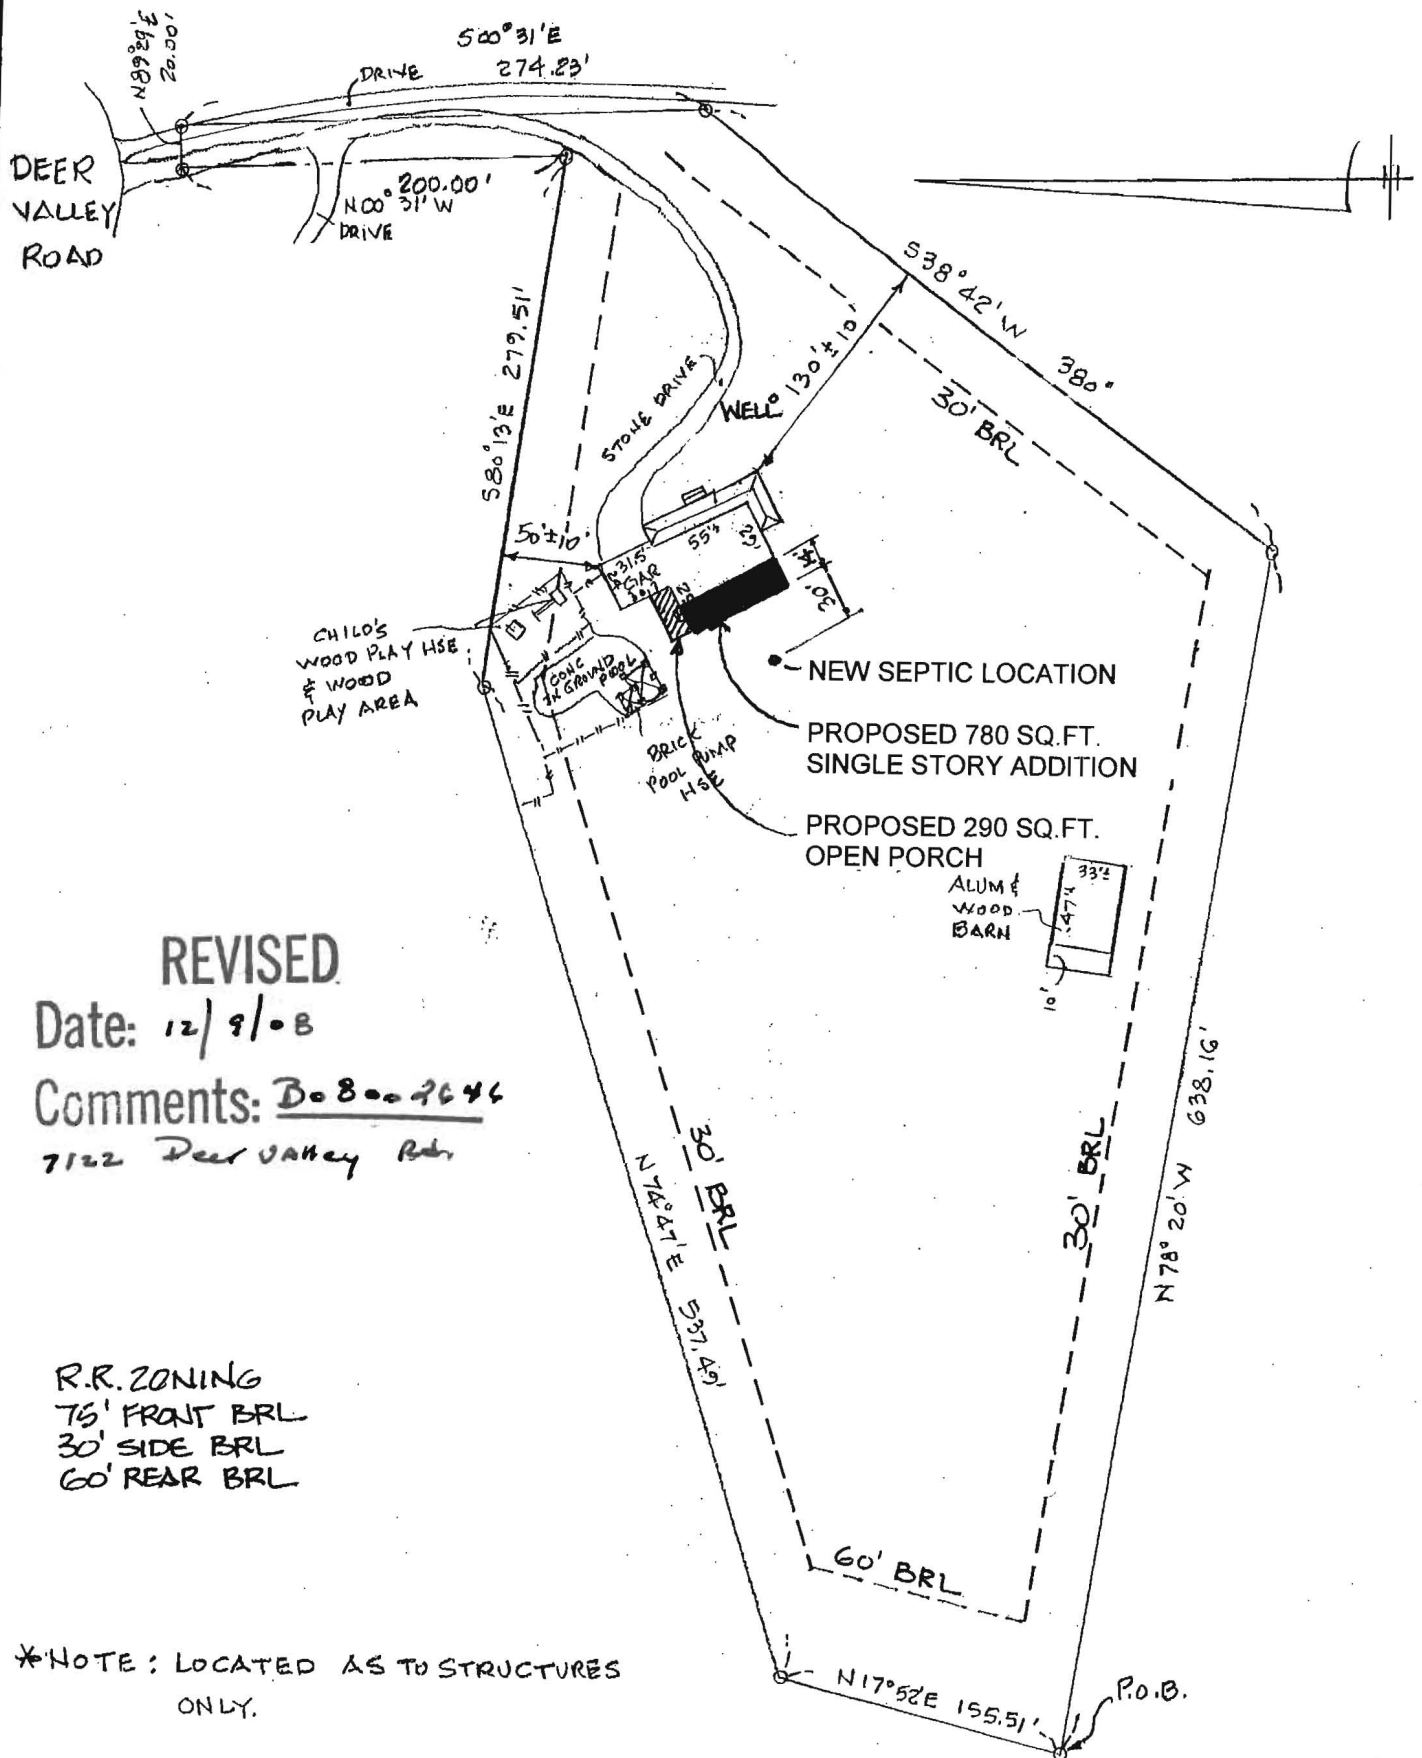 N89°29'E
20.00'
S00°31'E
274.23'
DRIVE
DEER
VALLEY
ROAD
200.00'
N00°31'W
DRIVE
S80°13'E 279.51'
S38°42'W 380°
30' BRL
130'±10'
WELL
STONE DRIVE
50'±10'
31.5'
GAR
55'±
14'
30'
CHILD'S
WOOD PLAY HSE
& WOOD
PLAY AREA
CONC
IN GROUND
POOL
BRICK
POOL PUMP
HSE
NEW SEPTIC LOCATION
PROPOSED 780 SQ.FT.
SINGLE STORY ADDITION
PROPOSED 290 SQ.FT.
OPEN PORCH
ALUM &
WOOD
BARN
33'±
47'±
10'
REVISED
Date: 12/9/08
Comments: B08002646
7122 Deer Valley
30' BRL
N74°47'E 537.49'
30' BRL
N78°20'W 638.16'
R.R. ZONING
75' FRONT BRL
30' SIDE BRL
60' REAR BRL
60' BRL
*NOTE: LOCATED AS TO STRUCTURES
ONLY.
N17°52'E 155.51'
P.O.B.